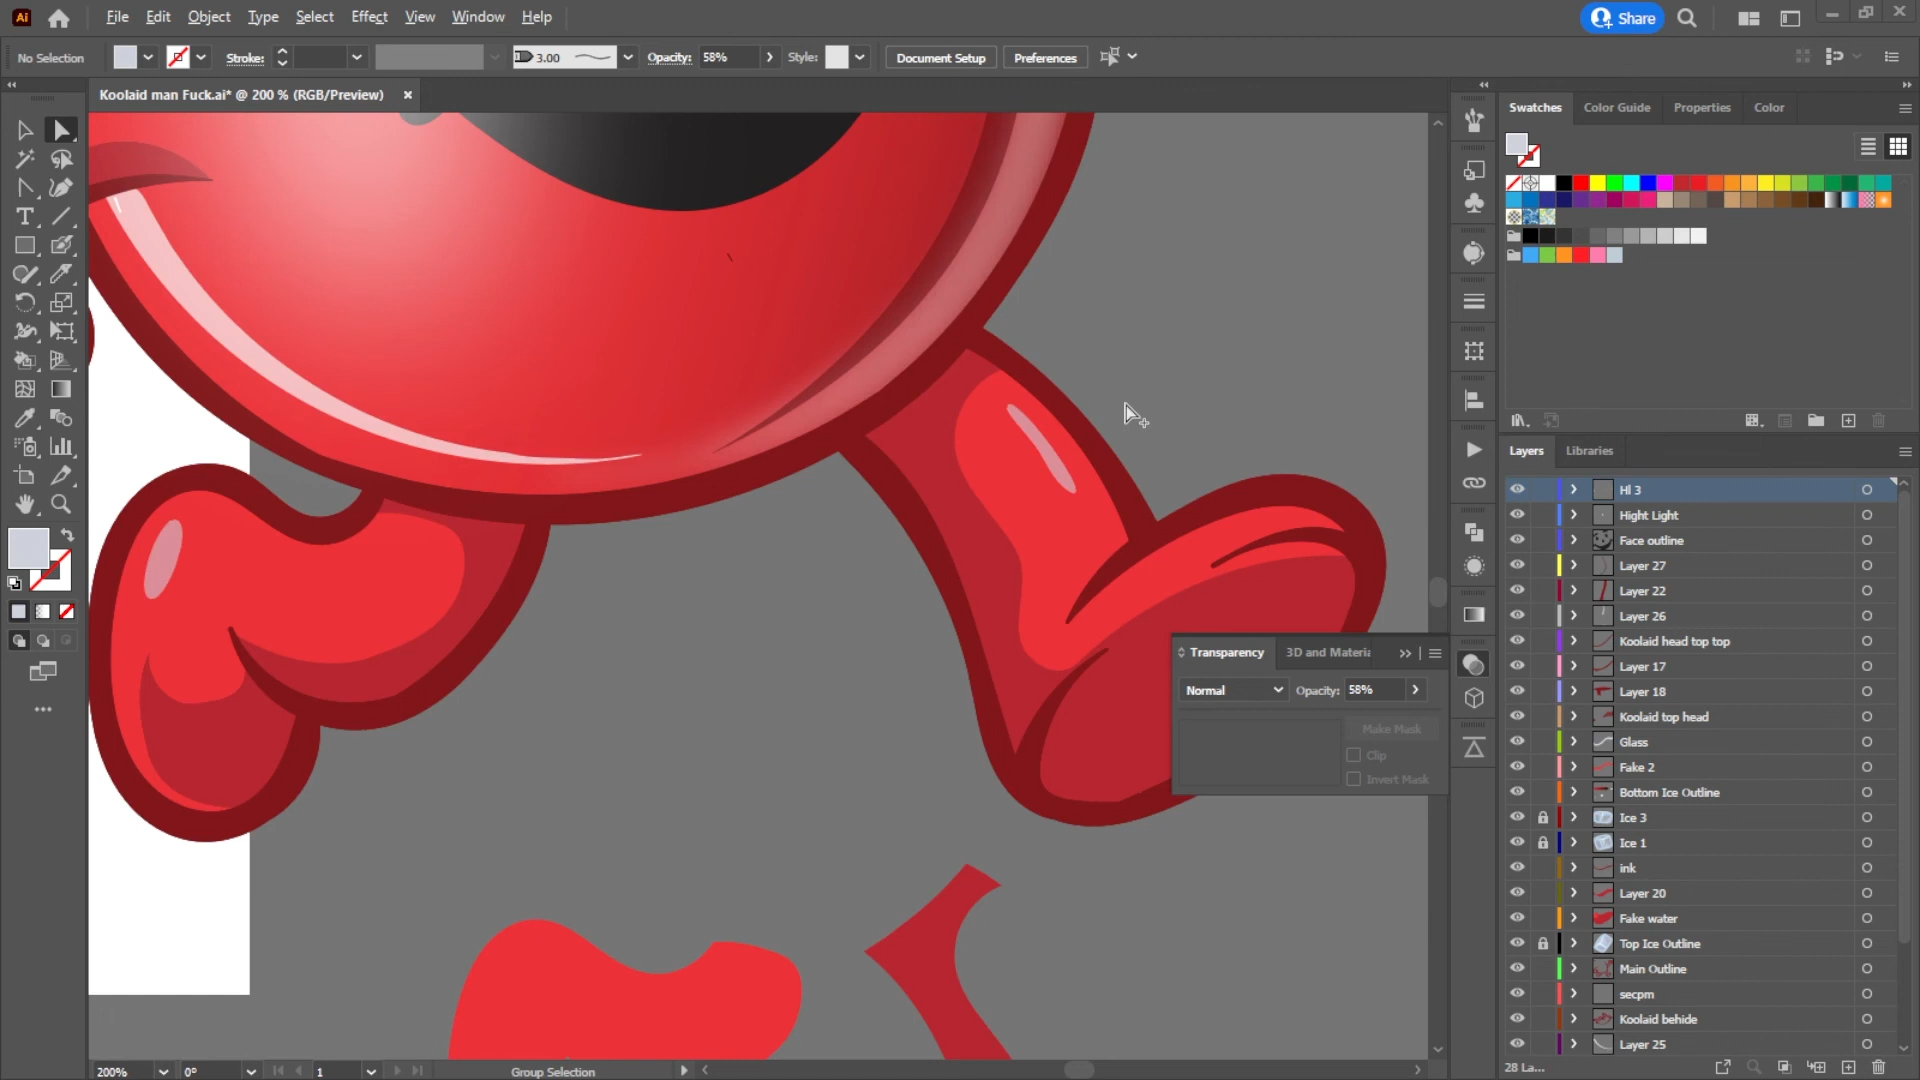 Ai File Edit Object Type Select Effect View Window Help Share
No Selection Stroke: 3.00 Opacity: 58% Style: Document Setup Preferences
Koolaid man Fuck.ai* @ 200 % (RGB/Preview) ×
Swatches Color Guide Properties Color
Layers Libraries
Hl 3
Hight Light
Face outline
Layer 27
Layer 22
Layer 26
Koolaid head top top
Layer 17
Layer 18
Koolaid top head
Glass
Fake 2
Bottom Ice Outline
Ice 3
Ice 1
ink
Layer 20
Fake water
Top Ice Outline
Main Outline
secpm
Koolaid behide
Layer 25
28 La...
Transparency 3D and Materia
Normal Opacity: 58%
Make Mask
Clip
Invert Mask
200% 0° 1 Group Selection